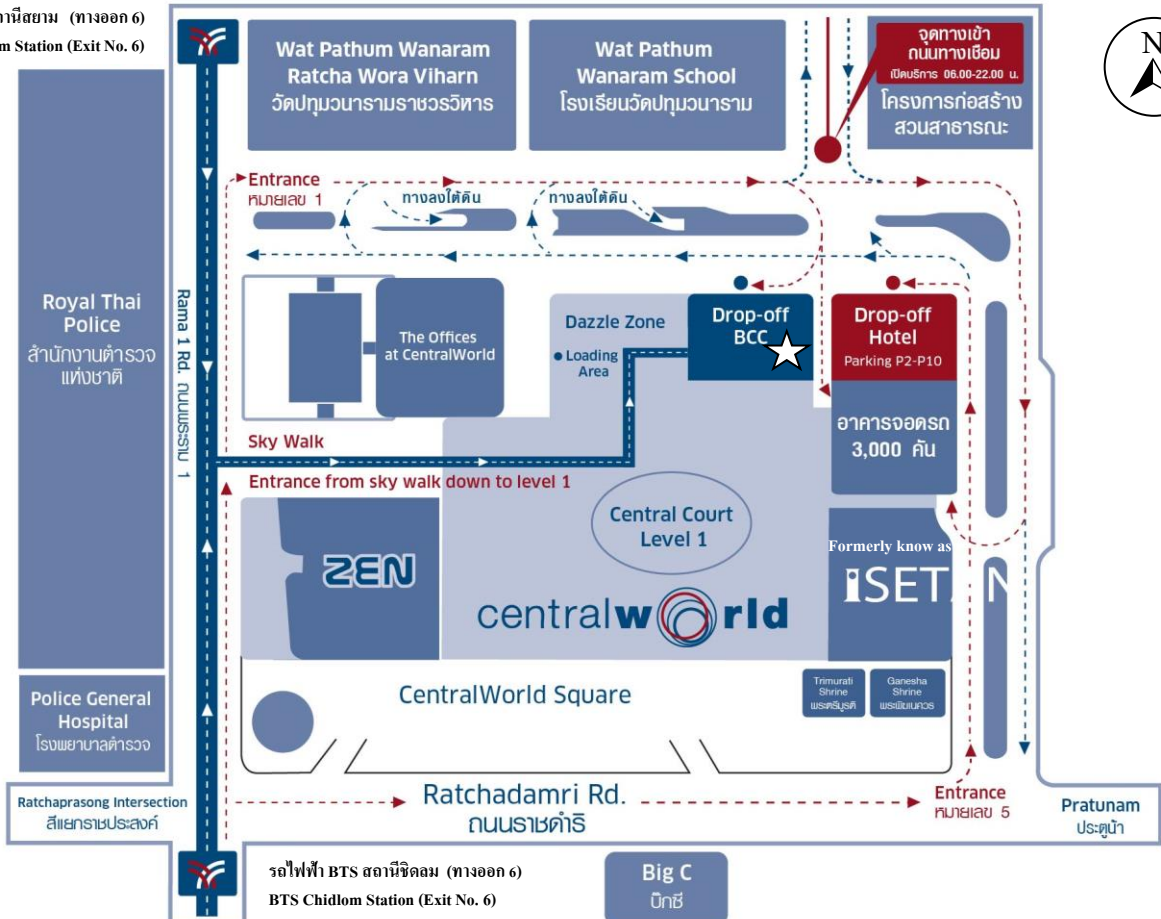 ถานีสยาม (ทางออก 6)
m Station (Exit No. 6)
Wat Pathum Wanaram
Ratcha Wora Viharn
วัดปทุมวนารามราชวรวิหาร
Wat Pathum
Wanaram School
โรงเรียนวัดปทุมวนาราม
จุดทางเข้า
ถนนทางเชื่อม
เปิดบริการ 06.00-22.00 น.
โครงการก่อสร้าง
สวนสาธารณะ
N
Entrance
หมายเลข 1
ทางลงใต้ดิน
ทางลงใต้ดิน
Royal Thai
Police
สำนักงานตำรวจ
แห่งชาติ
Rama 1 Rd. ถนนพระราม 1
The Offices
at CentralWorld
Dazzle Zone
Loading
Area
Drop-off
BCC
Drop-off
Hotel
Parking P2-P10
อาคารจอดรถ
3,000 คัน
Sky Walk
Entrance from sky walk down to level 1
Central Court
Level 1
ZEN
Formerly know as
ISETAN
centralworld
CentralWorld Square
Trimurati
Shrine
พระตรีมูรติ
Ganesha
Shrine
พระพิฆเนศวร
Police General
Hospital
โรงพยาบาลตำรวจ
Ratchaprasong Intersection
สี่แยกราชประสงค์
Ratchadamri Rd.
ถนนราชดำริ
Entrance
หมายเลข 5
Pratunam
ประตูน้ำ
รถไฟฟ้า BTS สถานีชิดลม (ทางออก 6)
BTS Chidlom Station (Exit No. 6)
Big C
บิ๊กซี